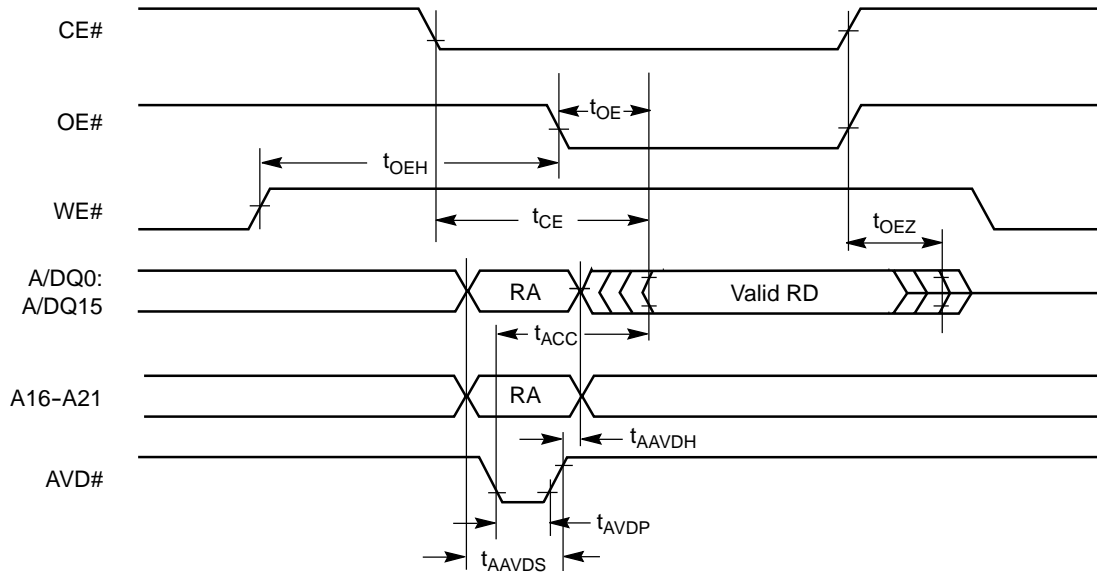 CE#
OE#
tOE
tOEH
WE#
tCE
tOEZ
A/DQ0:
A/DQ15
RA
Valid RD
tACC
A16-A21
RA
tAAVDH
AVD#
tAVDP
tAAVDS